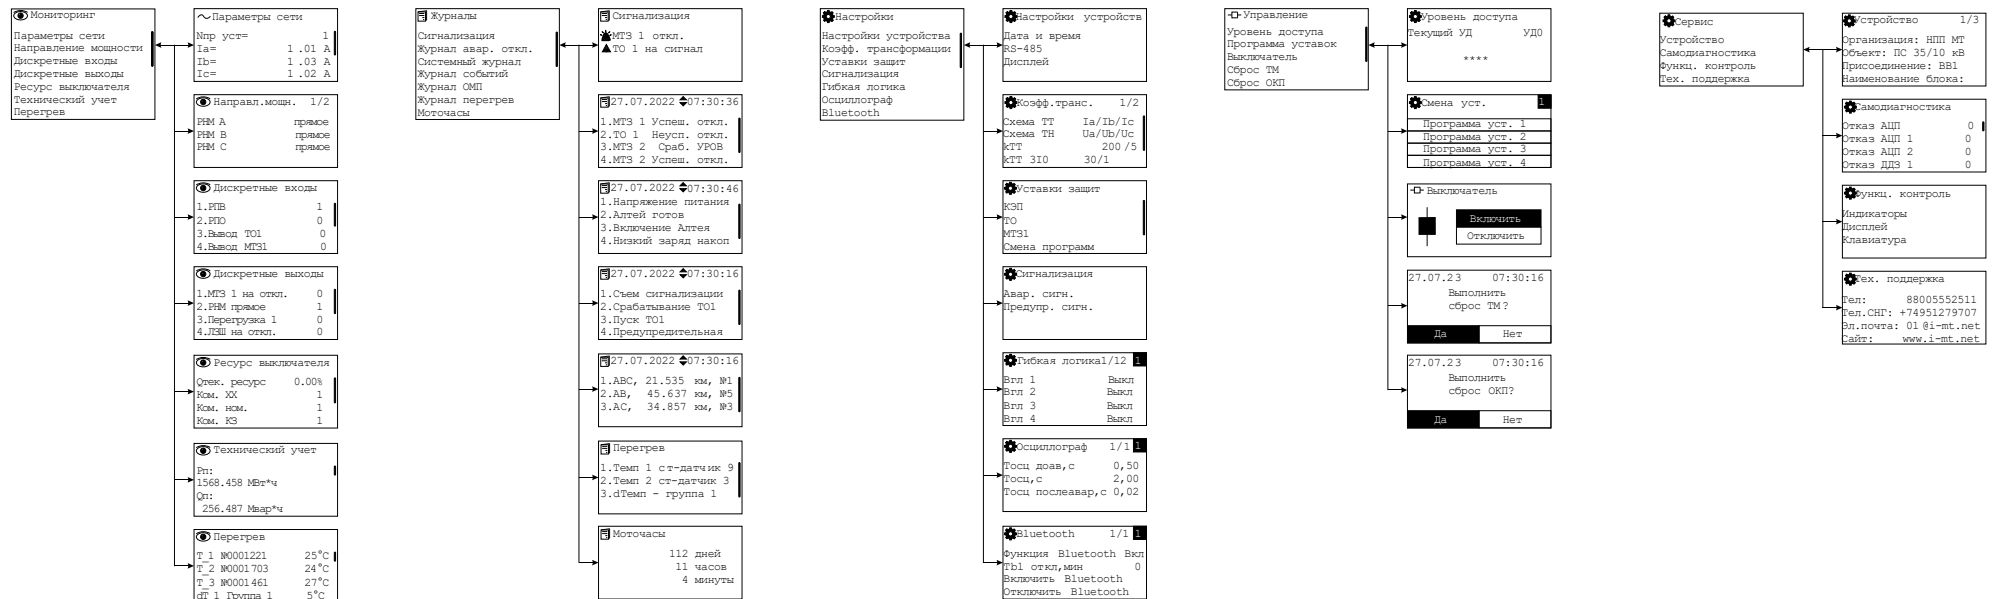 Мониторинг
Параметры сети
Направление мощности
Дискретные входы
Дискретные выходы
Ресурс выключателя
Технический учет
Перегрев
Параметры сети
Nпр уст= 1
Ia= 1.01 А
Ib= 1.03 А
Ic= 1.02 А
Направл.мощн. 1/2
РНМ А прямое
РНМ В прямое
РНМ С прямое
Дискретные входы
1.РПВ 1
2.РПО 0
3.Вывод ТО1 0
4.Вывод МТЗ1 0
Дискретные выходы
1.МТЗ 1 на откл. 0
2.РНМ прямое 1
3.Перегрузка 1 0
4.ЛЗШ на откл. 0
Ресурс выключателя
Qтек. ресурс 0.00%
Ком. ХХ 1
Ком. ном. 1
Ком. КЗ 1
Технический учет
Рп:
1568.458 МВт*ч
Qп:
256.487 Мвар*ч
Перегрев
Т_1 №0001221 25°C
Т_2 №0001703 24°C
Т_3 №0001461 27°C
dT 1 Группа 1 5°C
Журналы
Сигнализация
Журнал авар. откл.
Системный журнал
Журнал событий
Журнал ОМП
Журнал перегрев
Моточасы
Сигнализация
МТЗ 1 откл.
ТО 1 на сигнал
27.07.2022 07:30:36
1.МТЗ 1 Успеш. откл.
2.ТО 1 Неусп. откл.
3.МТЗ 2 Сраб. УРОВ
4.МТЗ 2 Успеш. откл.
27.07.2022 07:30:46
1.Напряжение питания
2.Алтей готов
3.Включение Алтея
4.Низкий заряд накоп
27.07.2022 07:30:16
1.Съем сигнализации
2.Срабатывание ТО1
3.Пуск ТО1
4.Предупредительная
27.07.2022 07:30:16
1.АВС, 21.535 км, №1
2.АВ, 45.637 км, №5
3.АС, 34.857 км, №3
Перегрев
1.Темп 1 ст-датчик 9
2.Темп 2 ст-датчик 3
3.dТемп - группа 1
Моточасы
112 дней
11 часов
4 минуты
Настройки
Настройки устройства
Коэфф. трансформации
Уставки защит
Сигнализация
Гибкая логика
Осциллограф
Bluetooth
Настройки устройств
Дата и время
RS-485
Дисплей
Коэфф.транс. 1/2
Схема ТТ Ia/Ib/Ic
Схема ТН Ua/Ub/Uc
kТТ 200/5
kТТ 3I0 30/1
Уставки защит
КЭП
ТО
МТЗ1
Смена программ
Сигнализация
Авар. сигн.
Предупр. сигн.
Гибкая логика1/12 1
Вгл 1 Выкл
Вгл 2 Выкл
Вгл 3 Выкл
Вгл 4 Выкл
Осциллограф 1/1 1
Тосц доав,с 0,50
Тосц,с 2,00
Тосц послеавар,с 0,02
Bluetooth 1/1 1
Функция Bluetooth Вкл
Tbl откл,мин 0
Включить Bluetooth
Отключить Bluetooth
Управление
Уровень доступа
Программа уставок
Выключатель
Сброс ТМ
Сброс ОКП
Уровень доступа
Текущий УД УД0
****
Смена уст. 1
Программа уст. 1
Программа уст. 2
Программа уст. 3
Программа уст. 4
Выключатель
Включить
Отключить
27.07.23 07:30:16
Выполнить
сброс ТМ?
Да Нет
27.07.23 07:30:16
Выполнить
сброс ОКП?
Да Нет
Сервис
Устройство
Самодиагностика
Функц. контроль
Тех. поддержка
Устройство 1/3
Организация: НПП МТ
Объект: ПС 35/10 кВ
Присоединение: ВВ1
Наименование блока:
Самодиагностика
Отказ АЦП 0
Отказ АЦП 1 0
Отказ АЦП 2 0
Отказ ДДЗ 1 0
Функц. контроль
Индикаторы
Дисплей
Клавиатура
Тех. поддержка
Тел: 88005552511
Тел.СНГ: +74951279707
Эл.почта: 01@i-mt.net
Сайт: www.i-mt.net